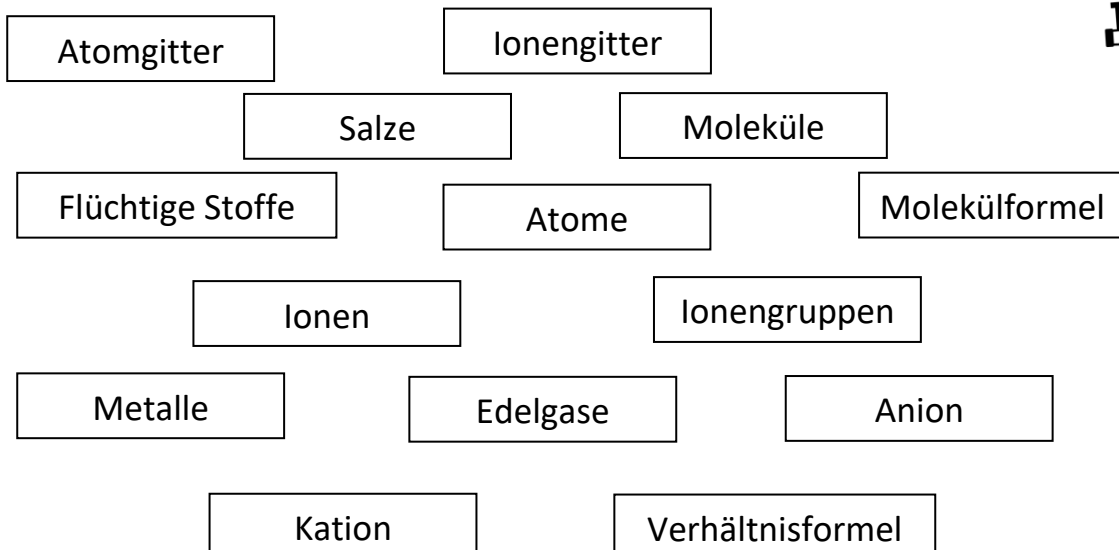 Atomgitter
Ionengitter
Salze
Moleküle
Flüchtige Stoffe
Atome
Molekülformel
Ionen
Ionengruppen
Metalle
Edelgase
Anion
Kation
Verhältnisformel